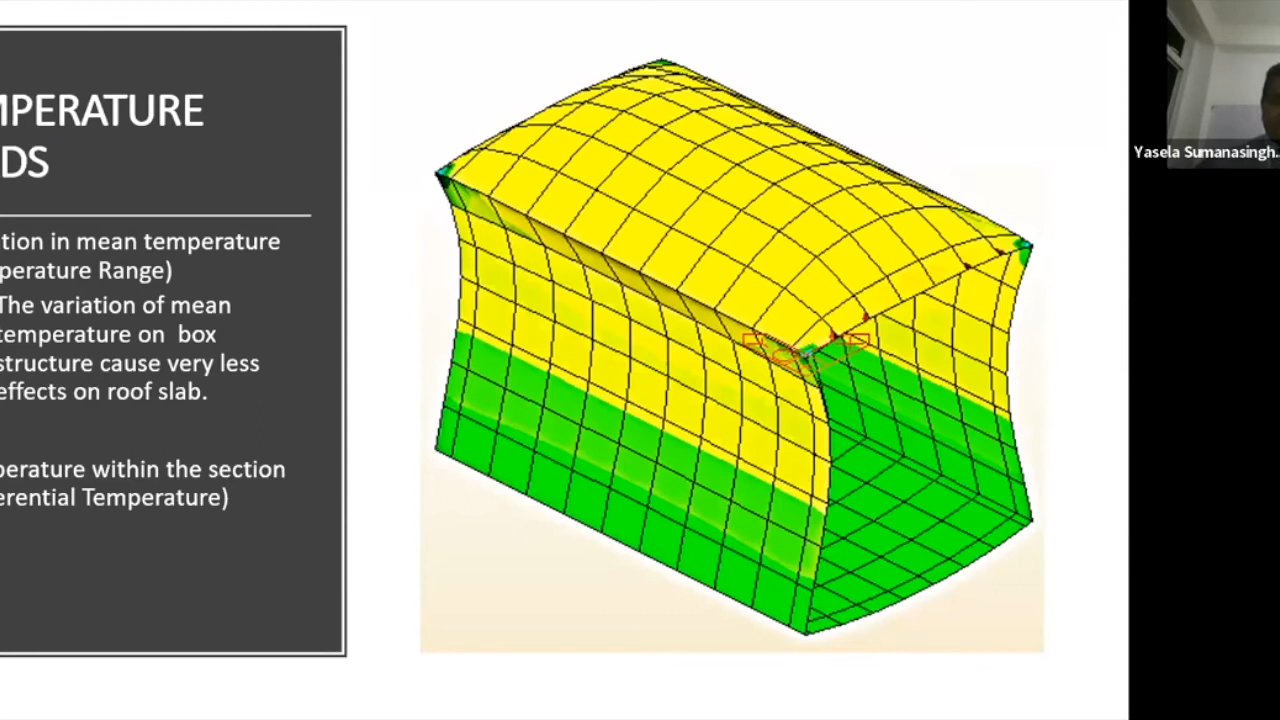 MPERATURE
DS
tion in mean temperature
perature Range)
The variation of mean
temperature on box
structure cause very less
effects on roof slab.
perature within the section
erential Temperature)
Yasela Sumanasingh...